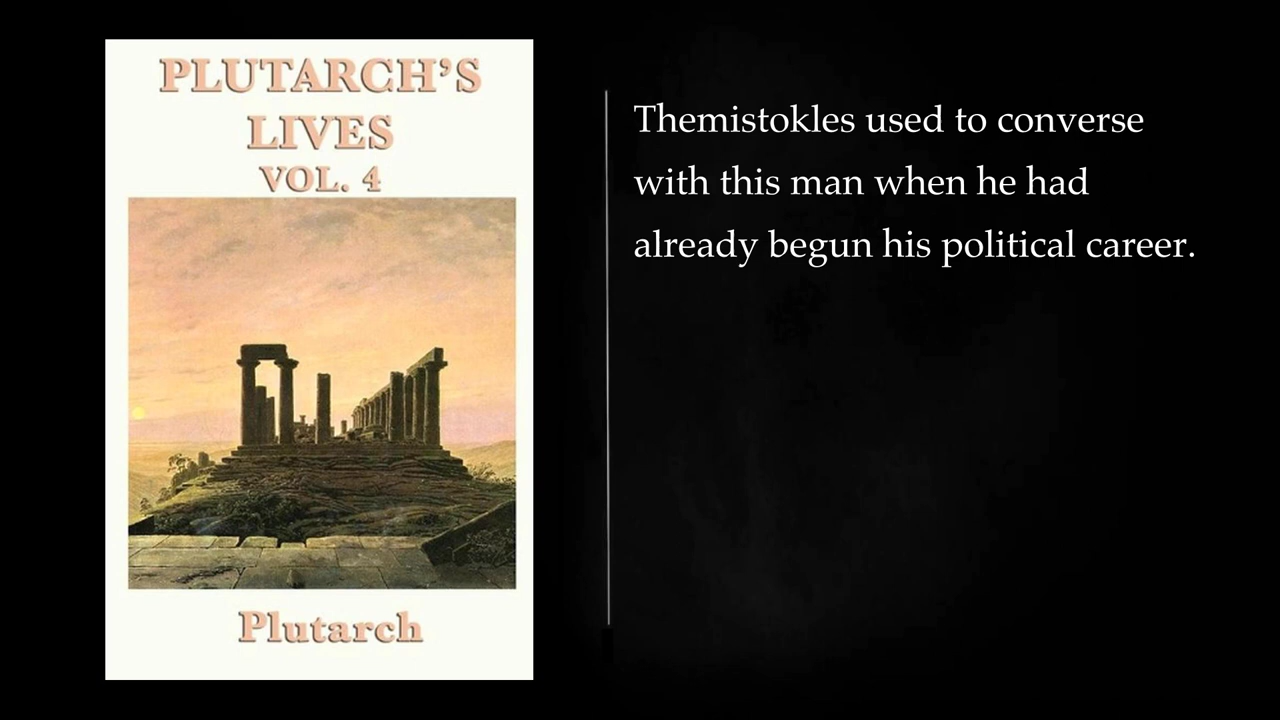 PLUTARCH'S
LIVES
VOL. 4
Plutarch
Themistokles used to converse
with this man when he had
already begun his political career.